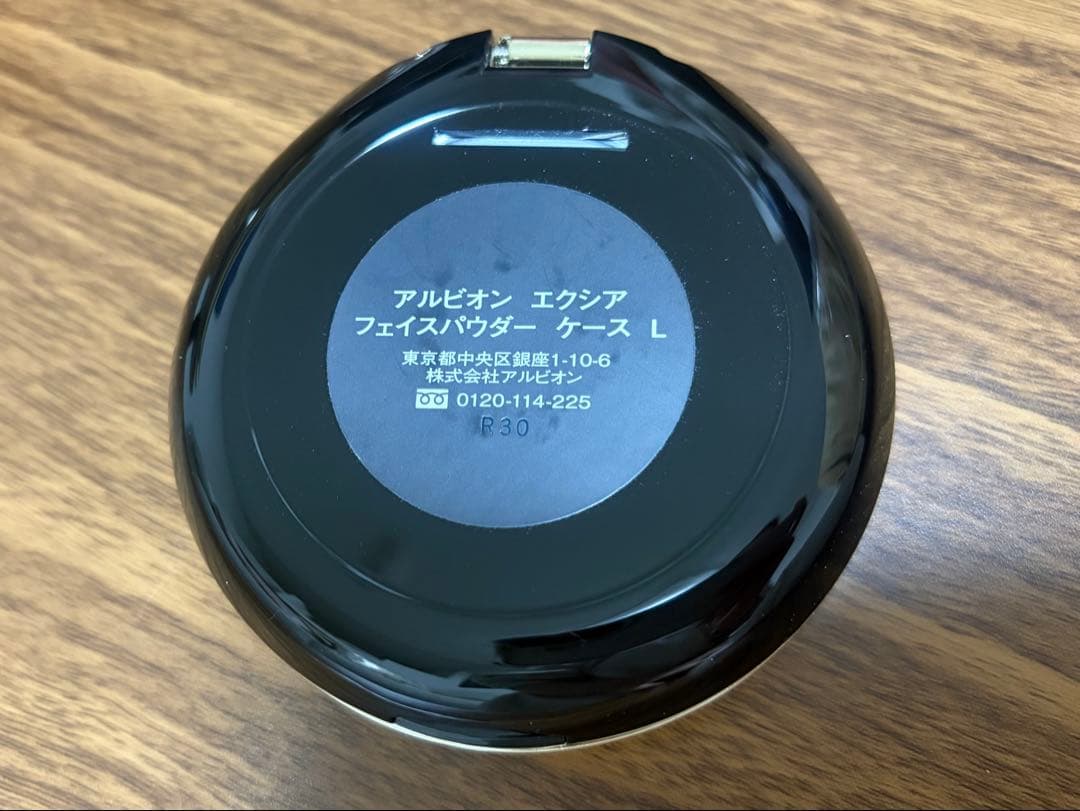 アルビオン　エクシア
フェイスパウダー　ケース　L
東京都中央区銀座1-10-6
株式会社アルビオン
0120-114-225
R30